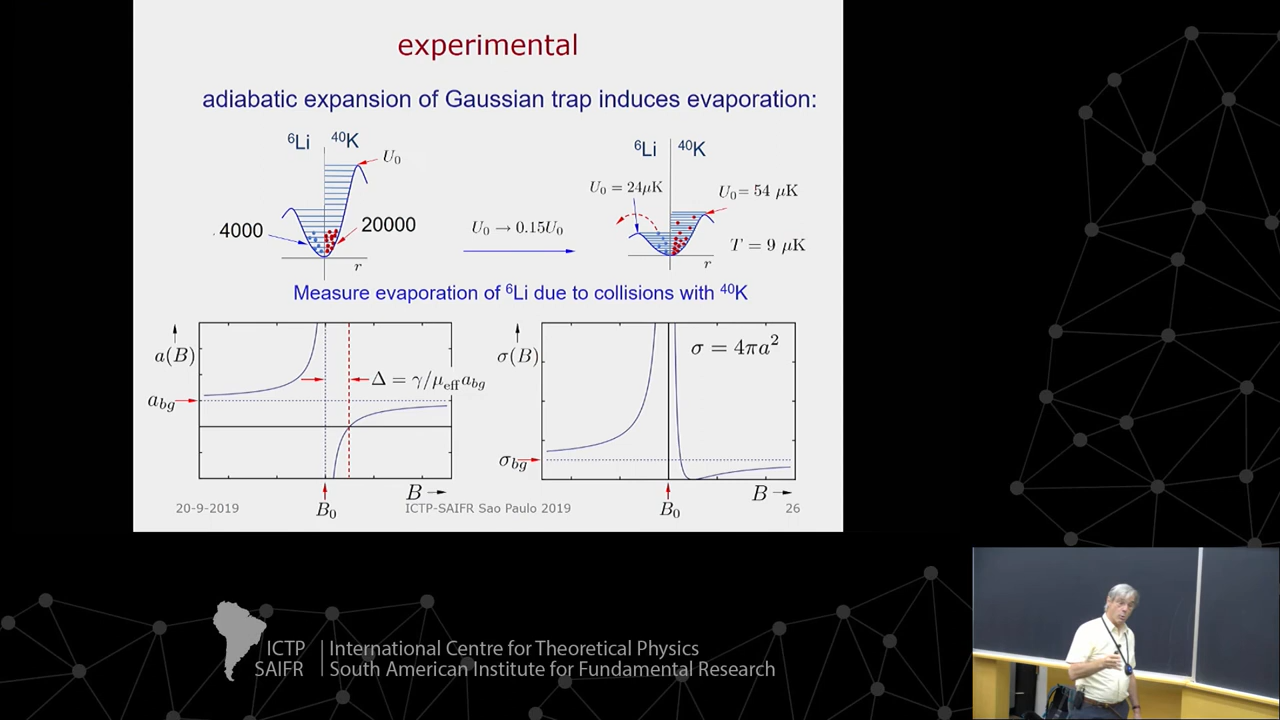 experimental
adiabatic expansion of Gaussian trap induces evaporation:
⁶Li ⁴⁰K
U₀
4000
20000
r
U₀ → 0.15U₀
⁶Li ⁴⁰K
U₀ = 24μK
U₀ = 54 μK
T = 9 μK
r
Measure evaporation of ⁶Li due to collisions with ⁴⁰K
a(B)
Δ = γ/μ_eff a_bg
a_bg
B
B₀
σ(B)
σ = 4πa²
σ_bg
B
B₀
20-9-2019
ICTP-SAIFR Sao Paulo 2019
26
ICTP
SAIFR
International Centre for Theoretical Physics
South American Institute for Fundamental Research